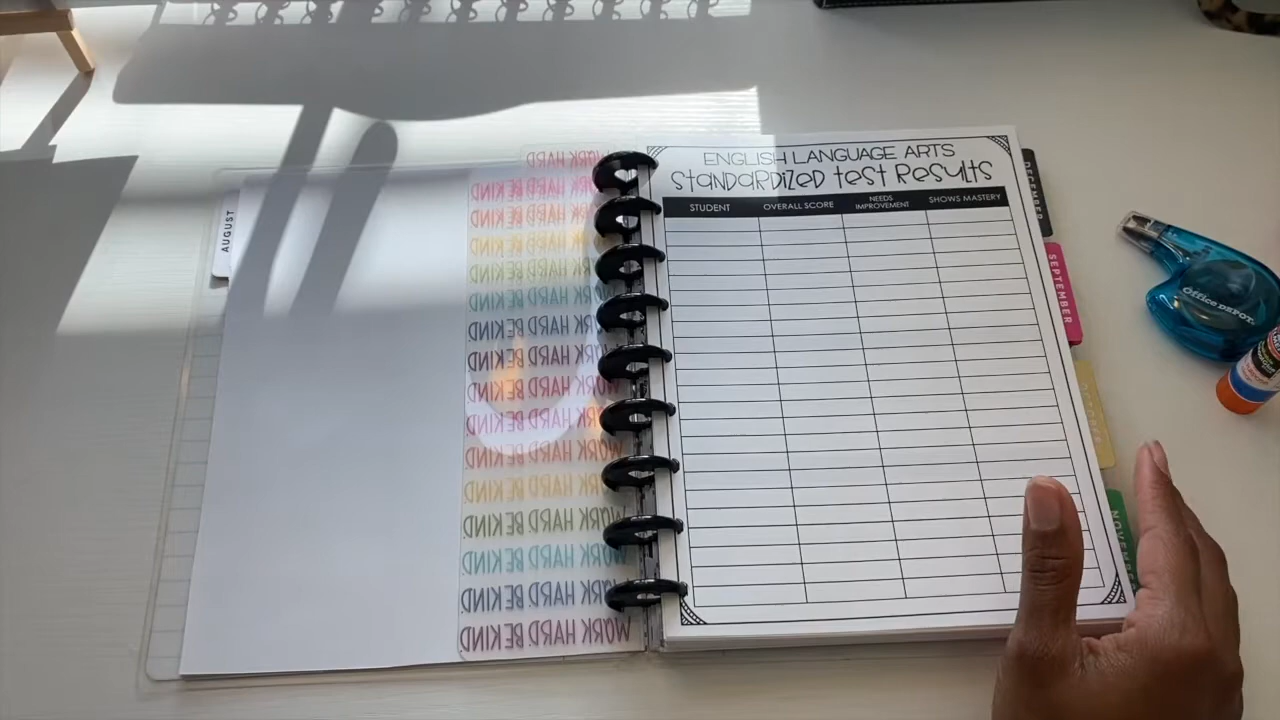 AUGUST
WORK HARD
WORK HARD BE KIND
WORK HARD BE KIND
WORK HARD BE KIND
WORK HARD BE KIND
WORK HARD BE KIND
WORK HARD BE KIND
WORK HARD BE KIND
WORK HARD BE KIND
WORK HARD BE KIND
WORK HARD BE KIND
WORK HARD BE KIND
WORK HARD BE KIND
WORK HARD BE KIND
WORK HARD BE KIND
WORK HARD BE KIND.
ENGLISH LANGUAGE ARTS
Standardized Test Results
STUDENT OVERALL SCORE NEEDS IMPROVEMENT SHOWS MASTERY
DECEMBER
SEPTEMBER
OCTOBER
NOVEMBER
Office DEPOT